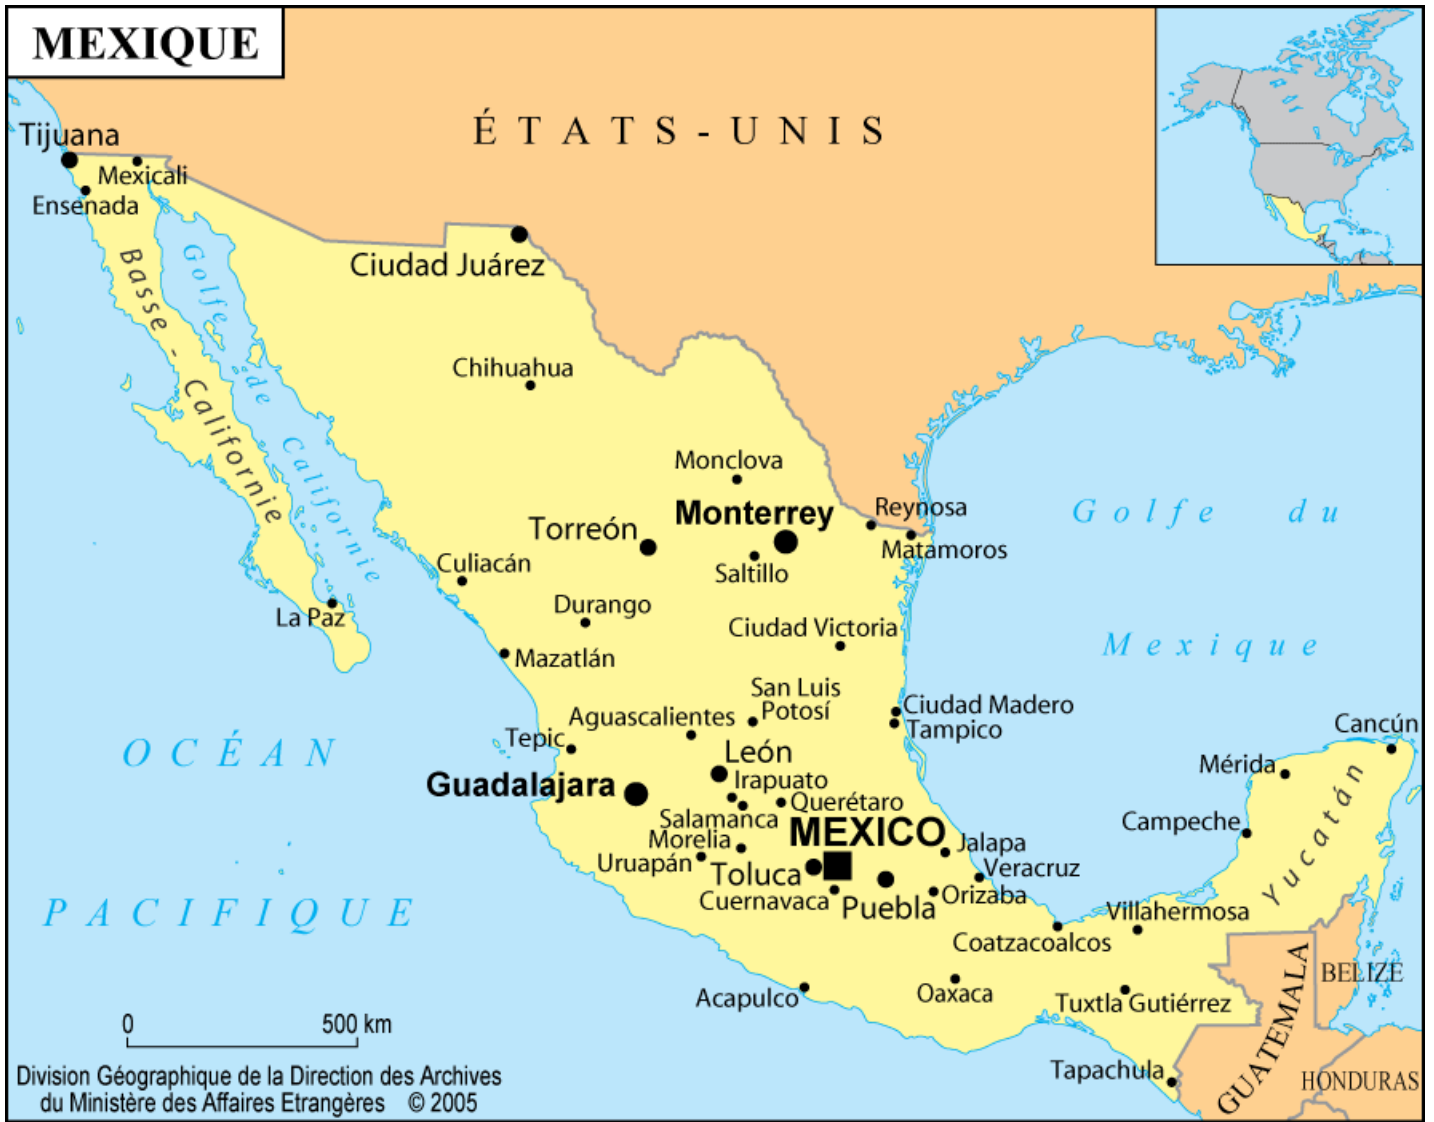 MEXIQUE
ÉTATS-UNIS
Tijuana
Mexicali
Ensenada
Basse - Californie
Golfe de Californie
Ciudad Juárez
Chihuahua
Monclova
Monterrey
Reynosa
Torreón
Matamoros
Saltillo
Culiacán
Durango
La Paz
Ciudad Victoria
Mazatlán
Golfe du
Mexique
San Luis
Potosí
Ciudad Madero
Aguascalientes
Tampico
Tepic
León
Cancún
Irapuato
Mérida
Guadalajara
Querétaro
Salamanca
MEXICO
Campeche
Yucatán
Morelia
Jalapa
Uruapán
Toluca
Veracruz
Cuernavaca
Puebla
Orizaba
Villahermosa
Coatzacoalcos
OCÉAN
PACIFIQUE
Acapulco
Oaxaca
Tuxtla Gutiérrez
BELIZE
GUATEMALA
Tapachula
HONDURAS
0 500 km
Division Géographique de la Direction des Archives
du Ministère des Affaires Etrangères © 2005